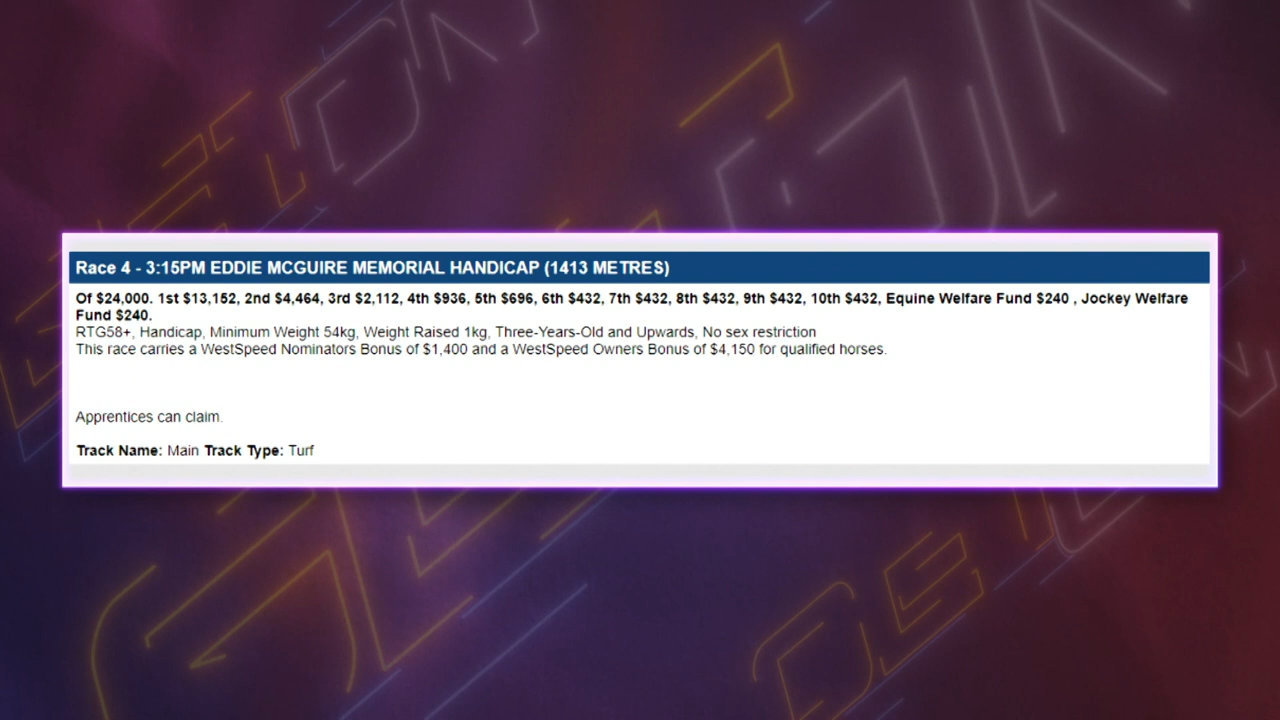 Race 4 - 3:15PM EDDIE MCGUIRE MEMORIAL HANDICAP (1413 METRES)
Of $24,000. 1st $13,152, 2nd $4,464, 3rd $2,112, 4th $936, 5th $696, 6th $432, 7th $432, 8th $432, 9th $432, 10th $432, Equine Welfare Fund $240 , Jockey Welfare
Fund $240.
RTG58+, Handicap, Minimum Weight 54kg, Weight Raised 1kg, Three-Years-Old and Upwards, No sex restriction
This race carries a WestSpeed Nominators Bonus of $1,400 and a WestSpeed Owners Bonus of $4,150 for qualified horses.
Apprentices can claim.
Track Name: Main Track Type: Turf